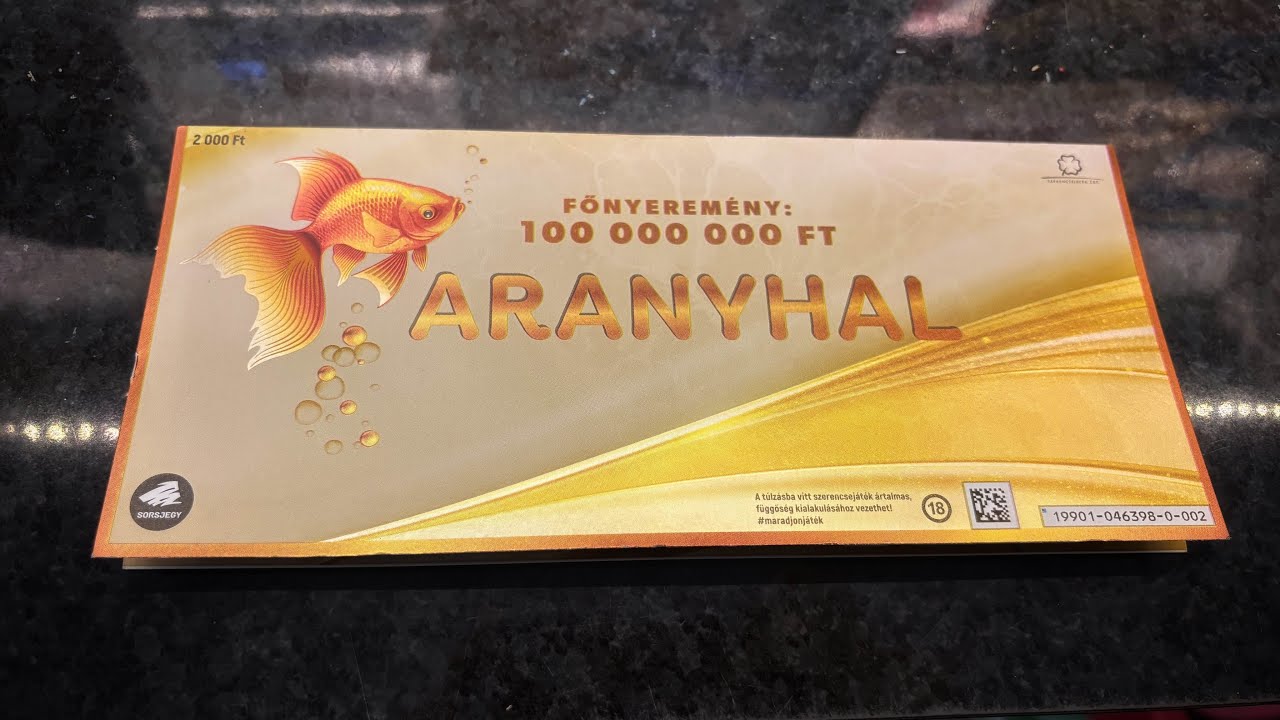 2 000 Ft
FŐNYEREMÉNY:
100 000 000 FT
ARANYHAL
SORSJEGY
A túlzásba vitt szerencsejáték ártalmas,
függőség kialakulásához vezethet!
#maradjonjáték
18
19901-046398-0-002